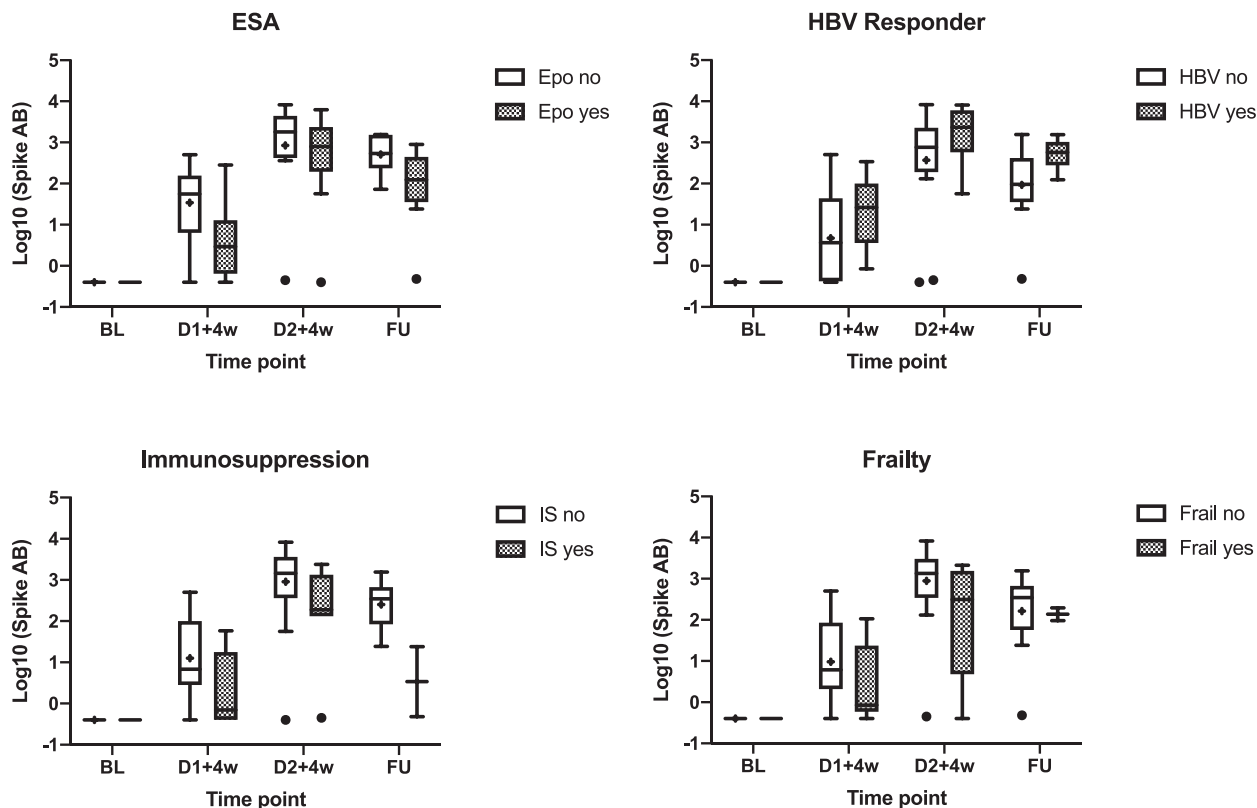 ESA
Log10 (Spike AB)
5
4
3
2
1
0
-1
BL D1+4w D2+4w FU
Time point
Epo no
Epo yes
HBV Responder
Log10 (Spike AB)
5
4
3
2
1
0
-1
BL D1+4w D2+4w FU
Time point
HBV no
HBV yes
Immunosuppression
Log10 (Spike AB)
5
4
3
2
1
0
-1
BL D1+4w D2+4w FU
Time point
IS no
IS yes
Frailty
Log10 (Spike AB)
5
4
3
2
1
0
-1
BL D1+4w D2+4w FU
Time point
Frail no
Frail yes